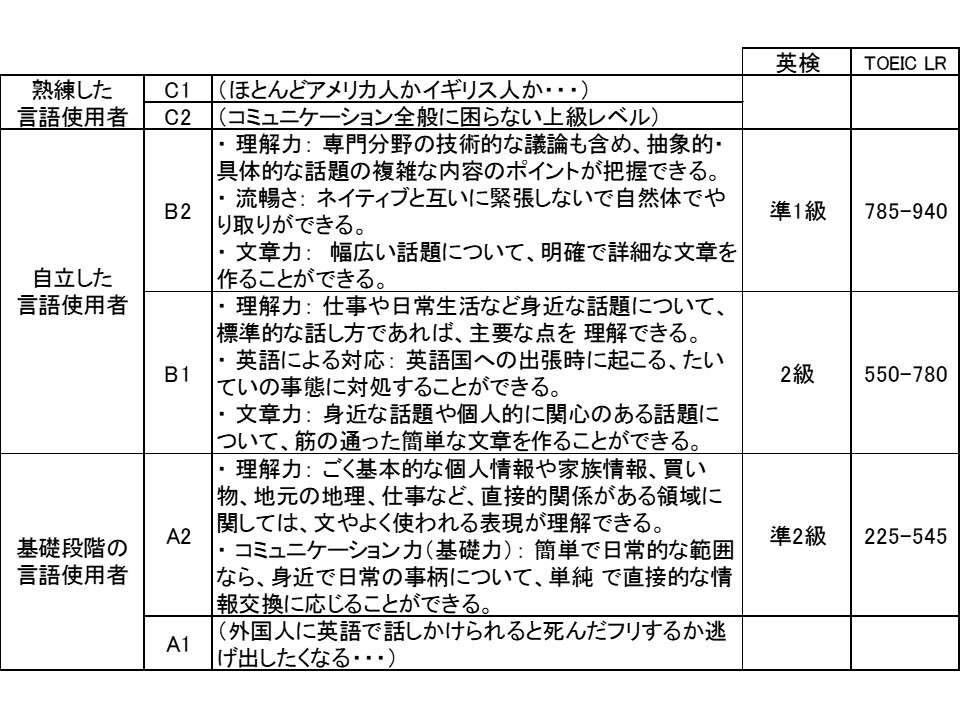 英検 TOEIC LR
熟練した
言語使用者
C1 (ほとんどアメリカ人かイギリス人か・・・)
C2 (コミュニケーション全般に困らない上級レベル)
自立した
言語使用者
B2
・ 理解力: 専門分野の技術的な議論も含め、抽象的・
具体的な話題の複雑な内容のポイントが把握できる。
・ 流暢さ: ネイティブと互いに緊張しないで自然体でや
り取りができる。
・ 文章力: 幅広い話題について、明確で詳細な文章を
作ることができる。
準1級 785-940
B1
・ 理解力: 仕事や日常生活など身近な話題について、
標準的な話し方であれば、主要な点を 理解できる。
・ 英語による対応: 英語国への出張時に起こる、たい
ていの事態に対処することができる。
・ 文章力: 身近な話題や個人的に関心のある話題に
ついて、筋の通った簡単な文章を作ることができる。
2級 550-780
基礎段階の
言語使用者
A2
・ 理解力: ごく基本的な個人情報や家族情報、買い
物、地元の地理、仕事など、直接的関係がある領域に
関しては、文やよく使われる表現が理解できる。
・ コミュニケーション力(基礎力): 簡単で日常的な範囲
なら、身近で日常の事柄について、単純 で直接的な情
報交換に応じることができる。
準2級 225-545
A1
(外国人に英語で話しかけられると死んだフリするか逃
げ出したくなる・・・)